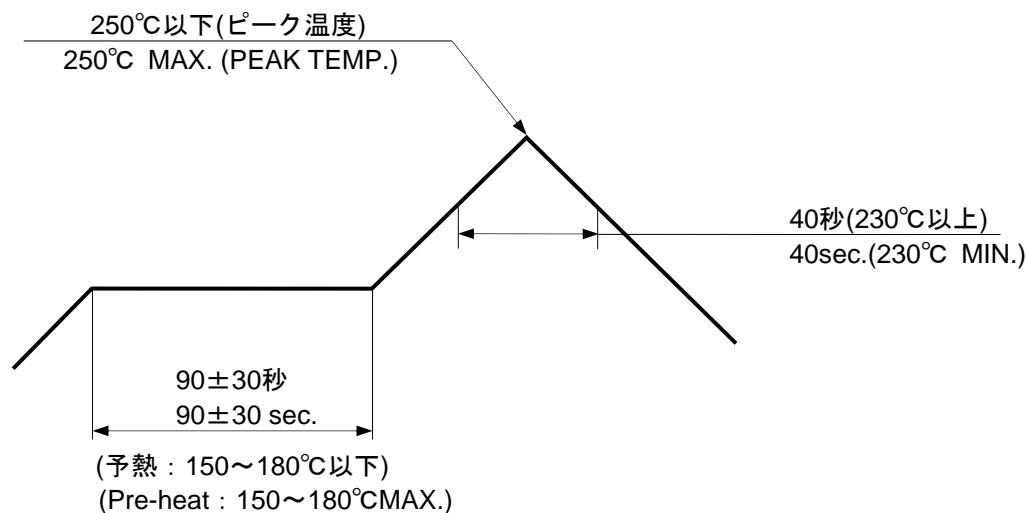 250℃以下(ピーク温度)
250℃ MAX. (PEAK TEMP.)
40秒(230℃以上)
40sec.(230℃ MIN.)
90±30秒
90±30 sec.
(予熱：150～180℃以下)
(Pre-heat：150～180℃MAX.)